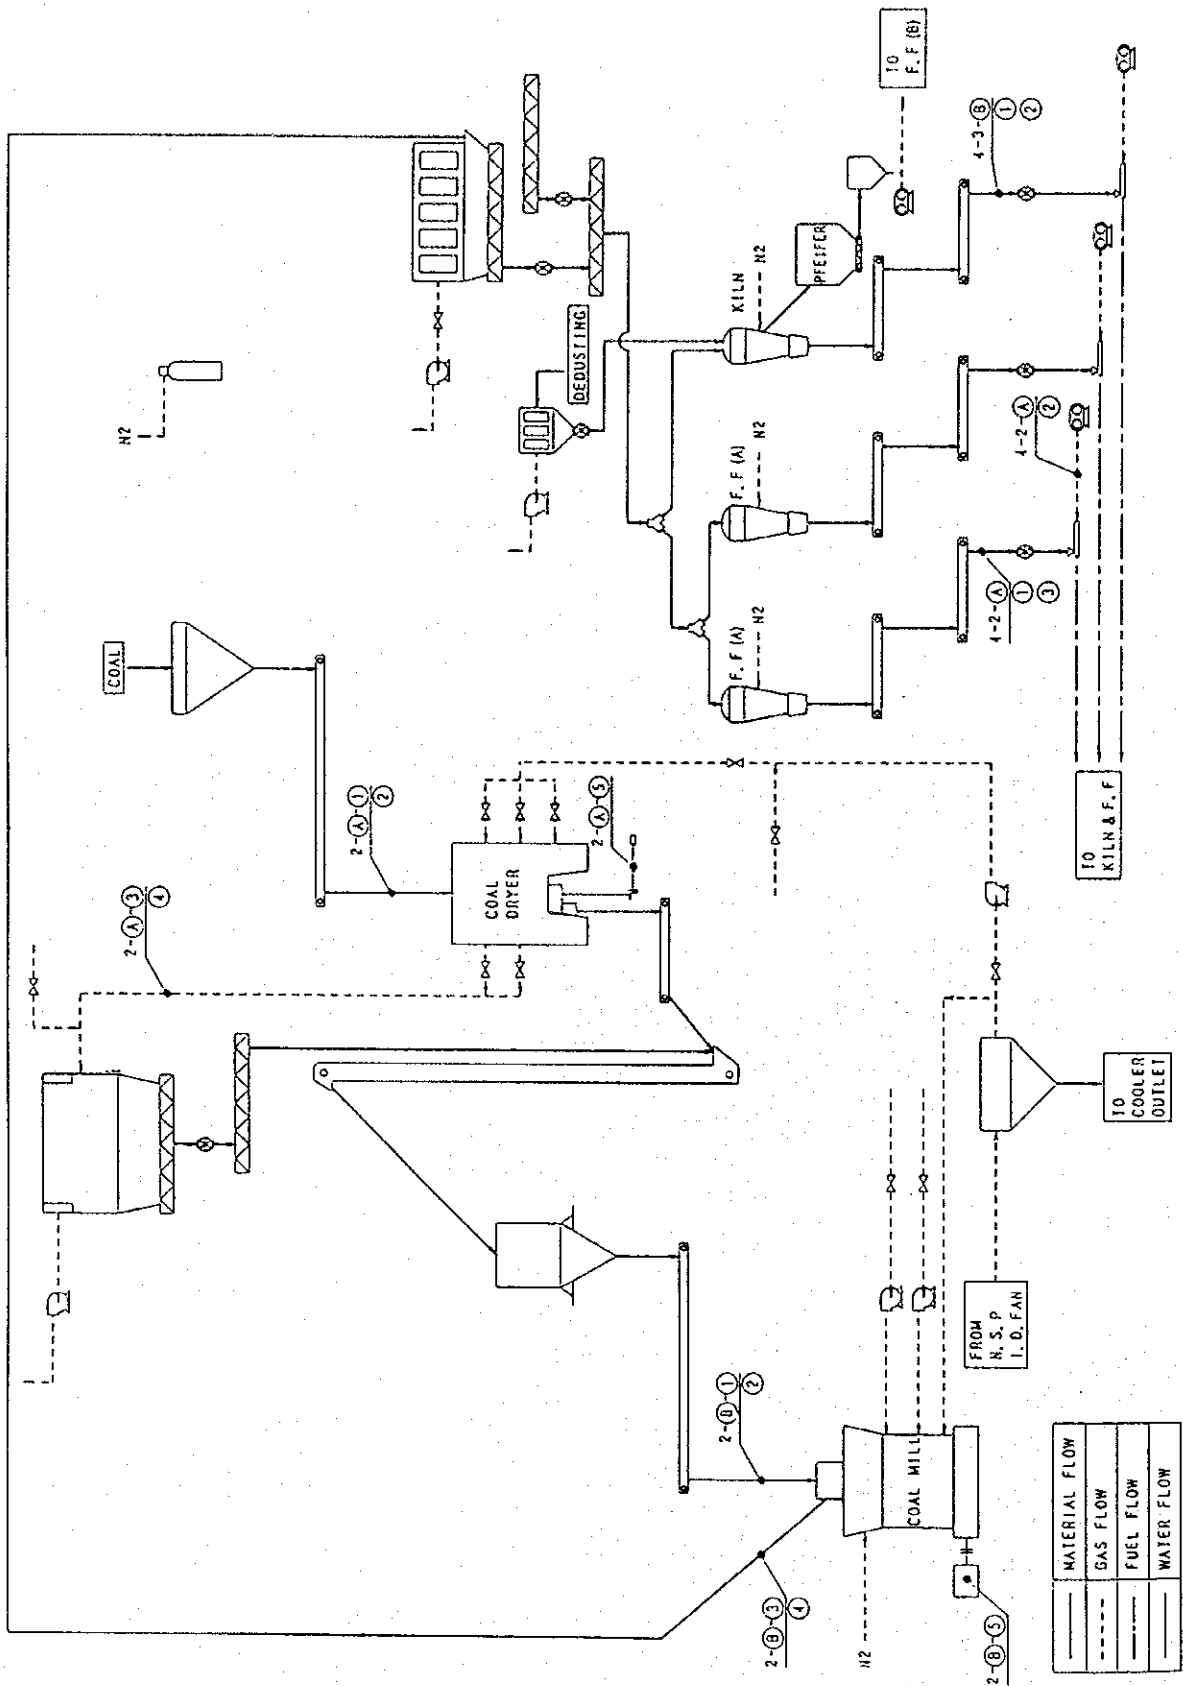 N2
DEDUSTING
COAL
2-Ⓐ-③
④
2-Ⓐ-①
②
COAL
DRYER
2-Ⓐ-⑤
KILN
N2
PFEIFER
TO
F.F(B)
F.F(A)
N2
F.F(A)
N2
4-3-Ⓑ
①
②
4-2-Ⓐ
②
4-2-Ⓐ
①
③
TO
KILN & F.F
TO
COOLER
OUTLET
FROM
N.S.P
I.D.FAN
2-Ⓑ-①
②
COAL MILL
2-Ⓑ-③
④
N2
2-Ⓑ-⑤
MATERIAL FLOW
GAS FLOW
FUEL FLOW
WATER FLOW